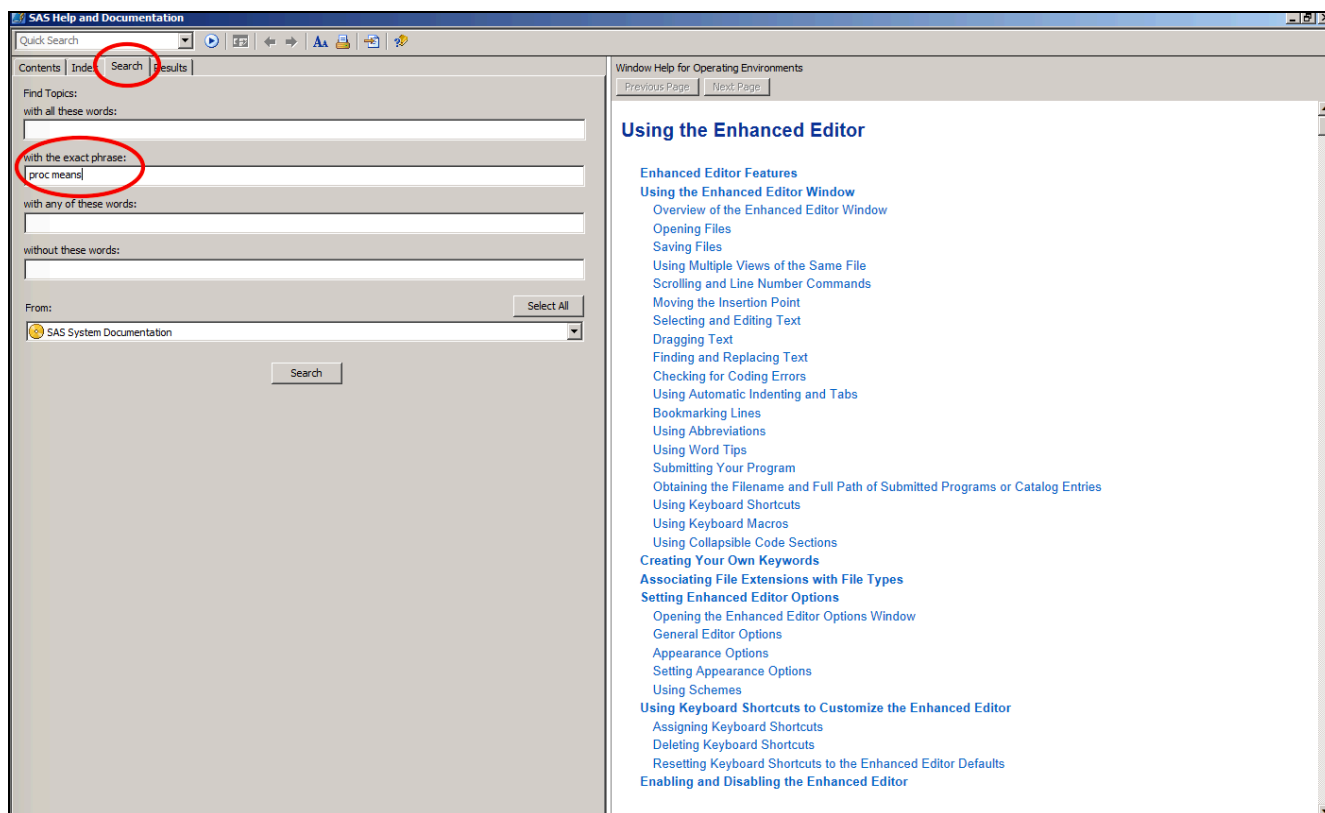 SAS Help and Documentation
Quick Search
Contents Index Search Results
Find Topics:
with all these words:
with the exact phrase:
proc means
with any of these words:
without these words:
From:
Select All
SAS System Documentation
Search
Window Help for Operating Environments
Previous Page Next Page
Using the Enhanced Editor
Enhanced Editor Features
Using the Enhanced Editor Window
Overview of the Enhanced Editor Window
Opening Files
Saving Files
Using Multiple Views of the Same File
Scrolling and Line Number Commands
Moving the Insertion Point
Selecting and Editing Text
Dragging Text
Finding and Replacing Text
Checking for Coding Errors
Using Automatic Indenting and Tabs
Bookmarking Lines
Using Abbreviations
Using Word Tips
Submitting Your Program
Obtaining the Filename and Full Path of Submitted Programs or Catalog Entries
Using Keyboard Shortcuts
Using Keyboard Macros
Using Collapsible Code Sections
Creating Your Own Keywords
Associating File Extensions with File Types
Setting Enhanced Editor Options
Opening the Enhanced Editor Options Window
General Editor Options
Appearance Options
Setting Appearance Options
Using Schemes
Using Keyboard Shortcuts to Customize the Enhanced Editor
Assigning Keyboard Shortcuts
Deleting Keyboard Shortcuts
Resetting Keyboard Shortcuts to the Enhanced Editor Defaults
Enabling and Disabling the Enhanced Editor